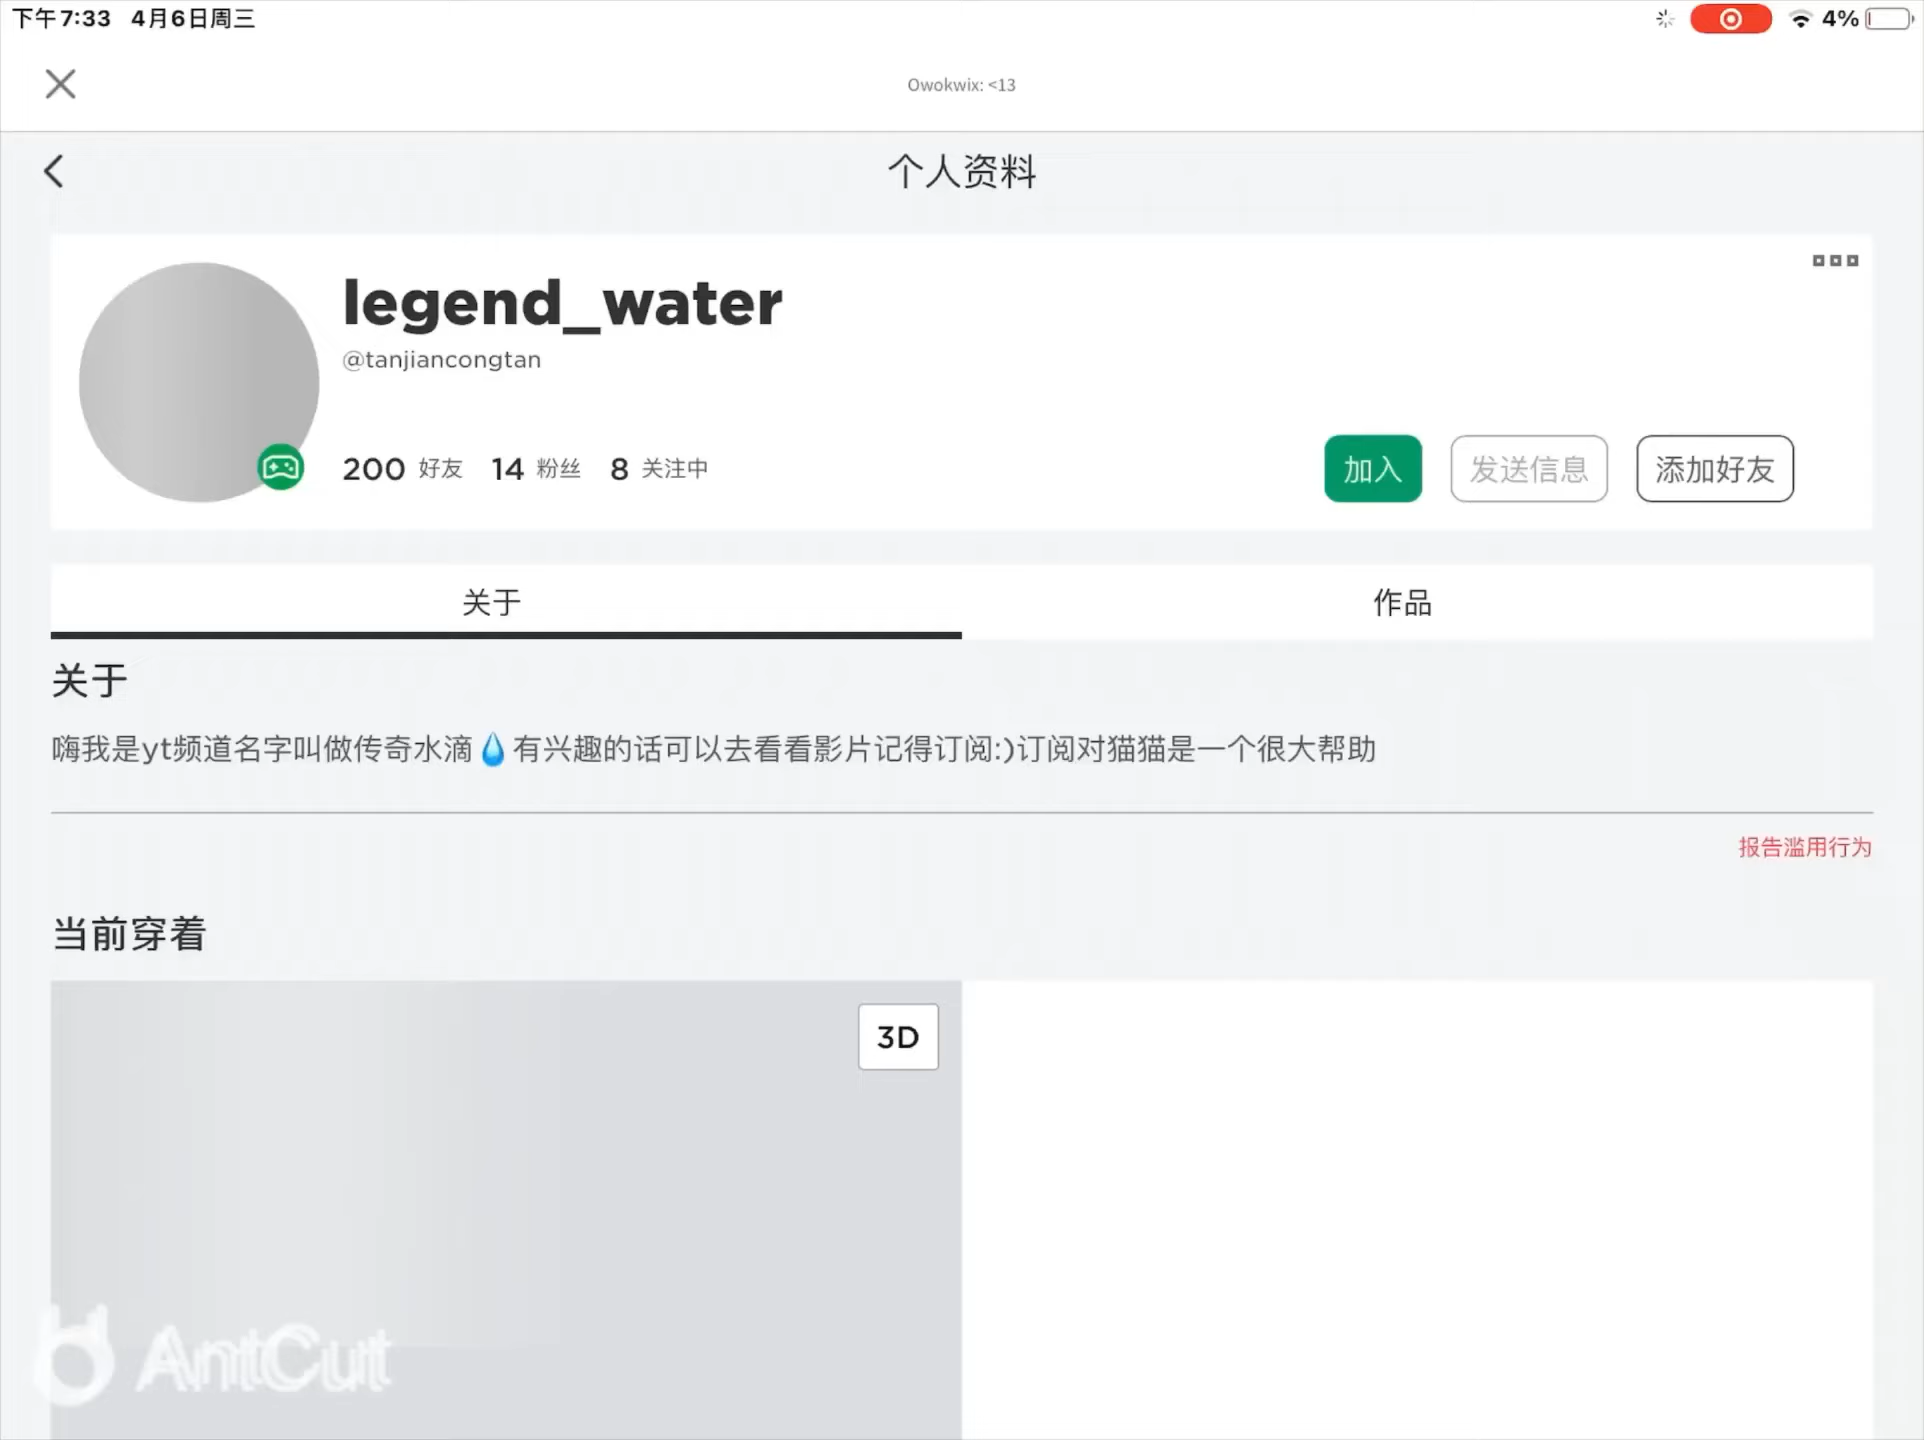 下午7:33 4月6日周三
4%
Owokwix: <13
个人资料
legend_water
@tanjiancongtan
200 好友 14 粉丝 8 关注中
加入 发送信息 添加好友
关于 作品
关于
嗨我是yt频道名字叫做传奇水滴💧有兴趣的话可以去看看影片记得订阅:)订阅对猫猫是一个很大帮助
报告滥用行为
当前穿着
3D
AntCut